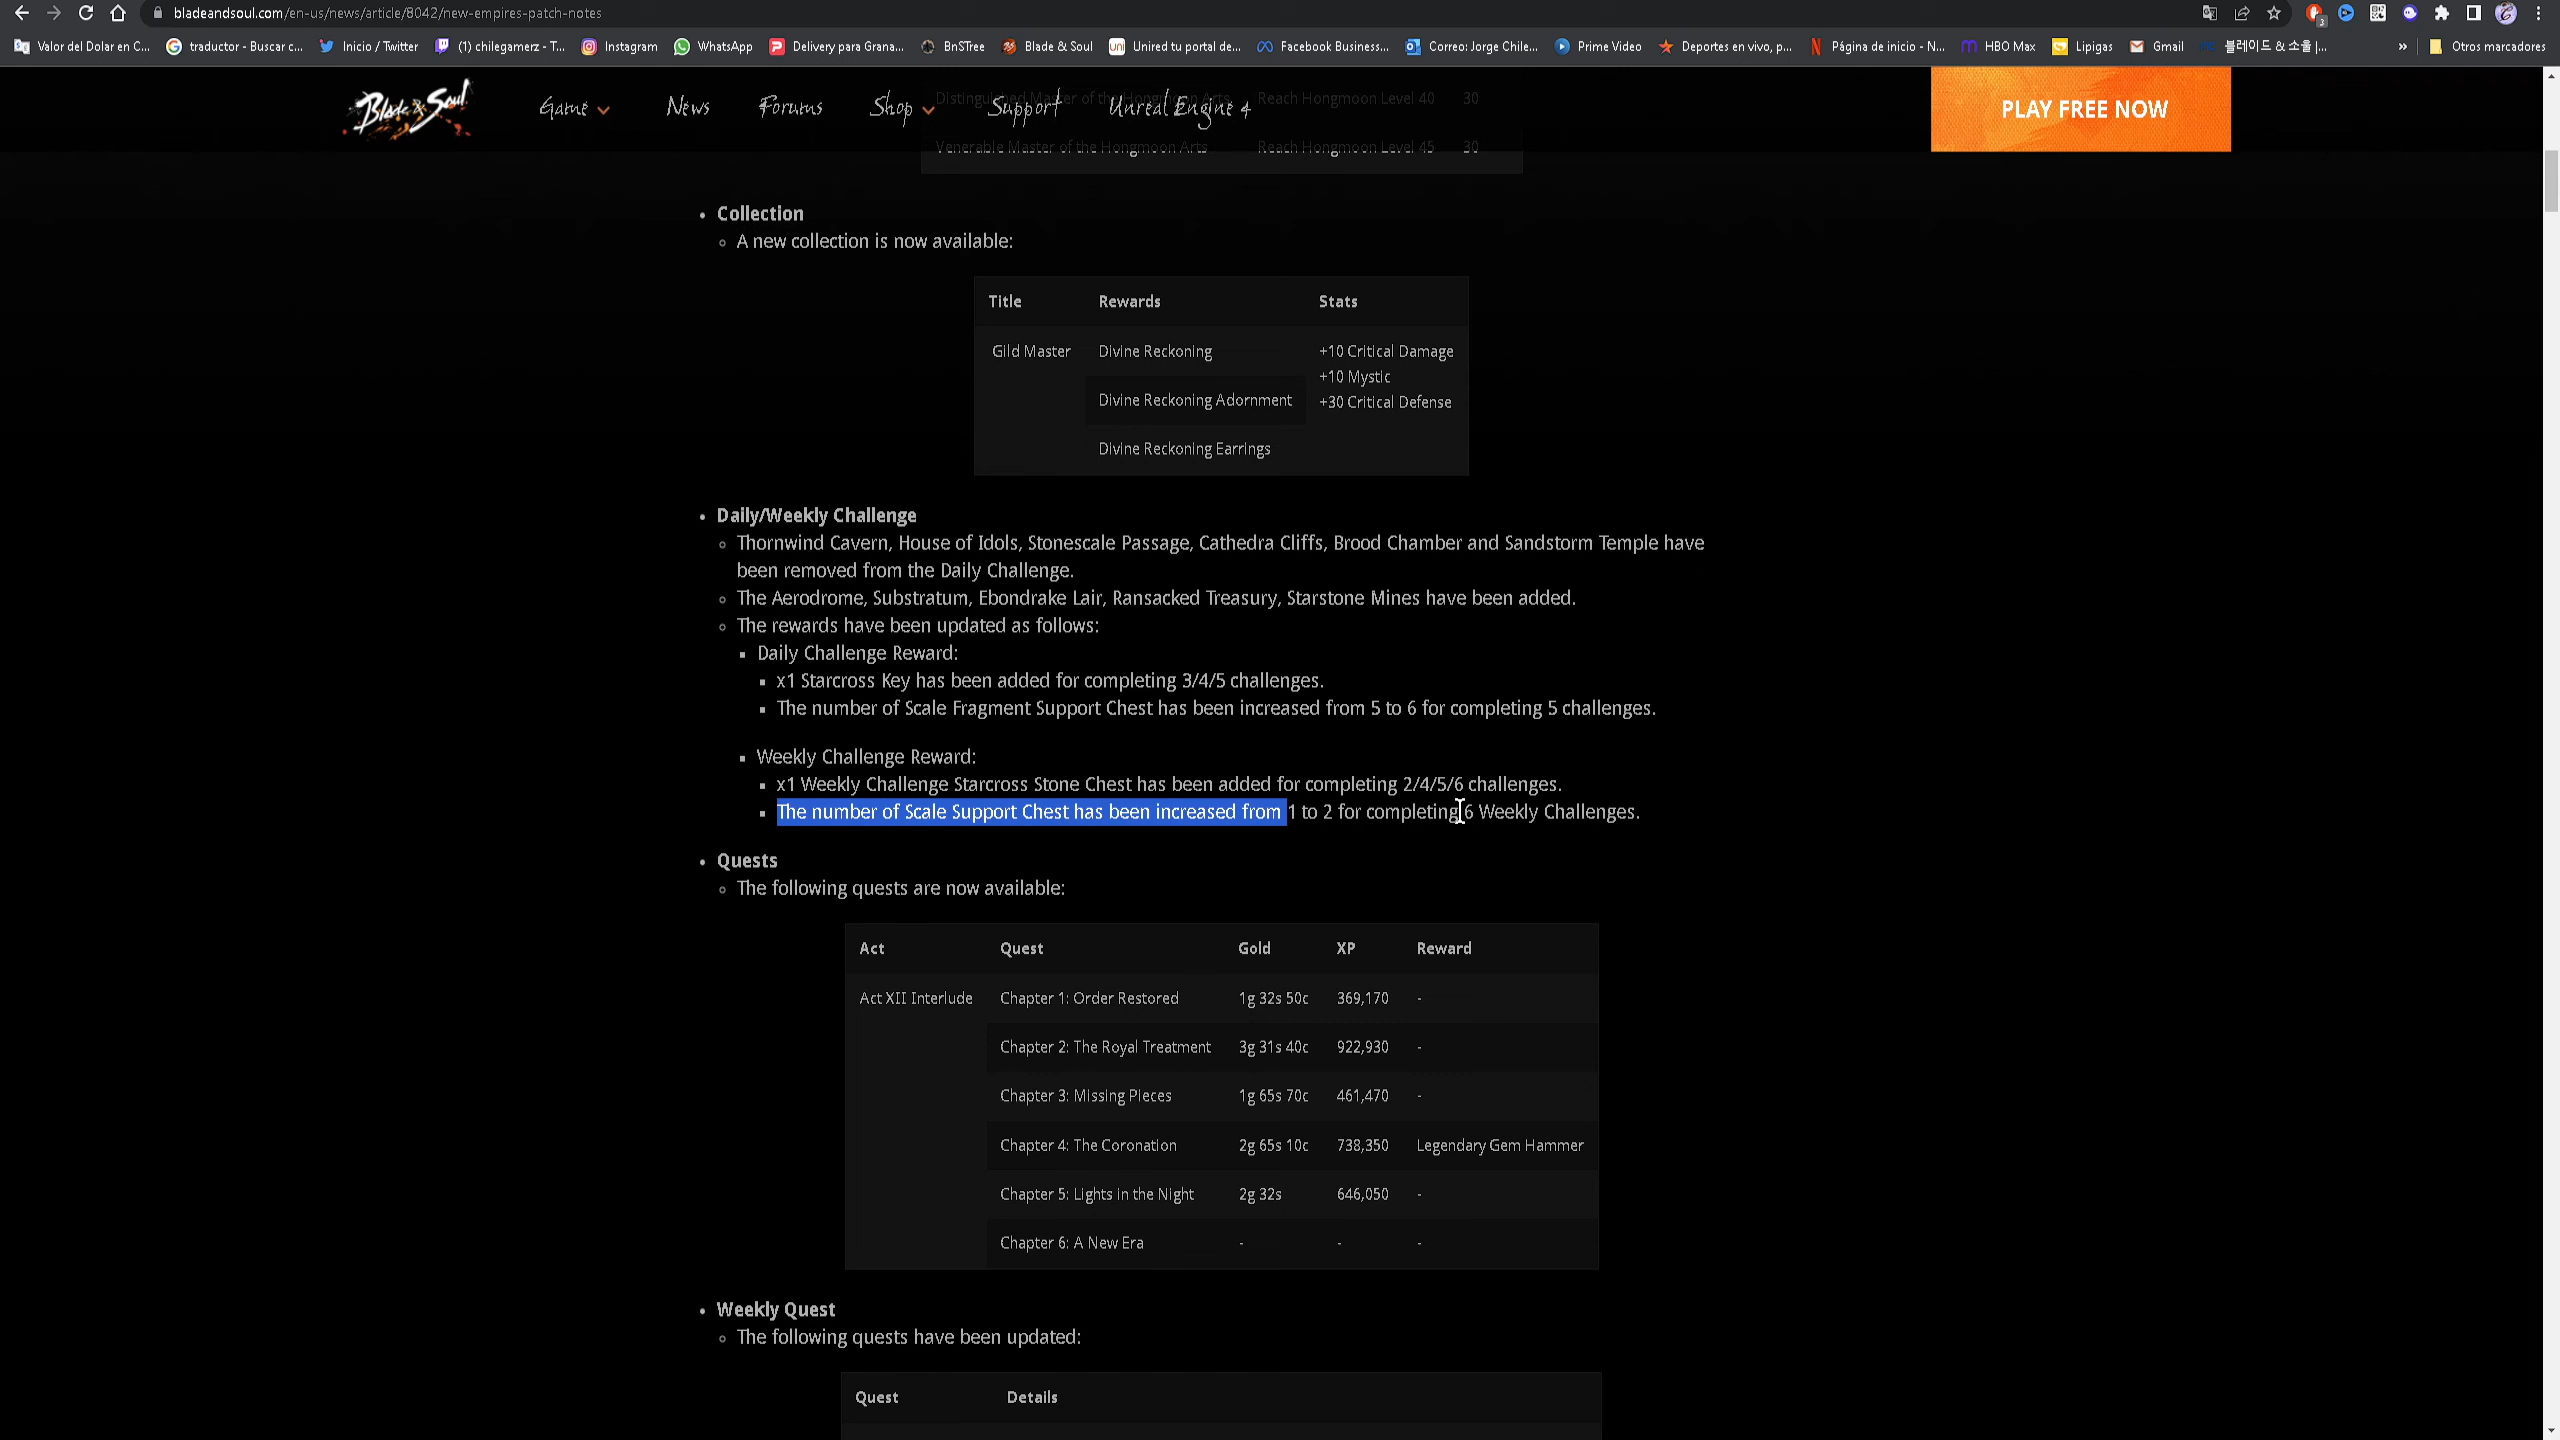 bladeandsoul.com/en-us/news/article/8042/new-empires-patch-notes
Valor del Dolar en C... traductor - Buscar c... Inicio / Twitter (1) chilegamerz - T... Instagram WhatsApp Delivery para Grana... BnSTree Blade & Soul Unired tu portal de... Facebook Business... Correo: Jorge Chile... Prime Video Deportes en vivo, p... Página de inicio - N... HBO Max Lipigas Gmail 블레이드 & 소울 |... » Otros marcadores
Distinguished Master of the Hongmoon Arts Reach Hongmoon Level 40 30
Blade & Soul Game News Forums Shop Support Unreal Engine 4 PLAY FREE NOW
Venerable Master of the Hongmoon Arts Reach Hongmoon Level 45 30
• Collection
A new collection is now available:
Title Rewards Stats
Gild Master Divine Reckoning +10 Critical Damage
+10 Mystic
Divine Reckoning Adornment +30 Critical Defense
Divine Reckoning Earrings
• Daily/Weekly Challenge
Thornwind Cavern, House of Idols, Stonescale Passage, Cathedra Cliffs, Brood Chamber and Sandstorm Temple have
been removed from the Daily Challenge.
The Aerodrome, Substratum, Ebondrake Lair, Ransacked Treasury, Starstone Mines have been added.
The rewards have been updated as follows:
Daily Challenge Reward:
x1 Starcross Key has been added for completing 3/4/5 challenges.
The number of Scale Fragment Support Chest has been increased from 5 to 6 for completing 5 challenges.
Weekly Challenge Reward:
x1 Weekly Challenge Starcross Stone Chest has been added for completing 2/4/5/6 challenges.
The number of Scale Support Chest has been increased from 1 to 2 for completing 6 Weekly Challenges.
• Quests
The following quests are now available:
Act Quest Gold XP Reward
Act XII Interlude Chapter 1: Order Restored 1g 32s 50c 369,170 -
Chapter 2: The Royal Treatment 3g 31s 40c 922,930 -
Chapter 3: Missing Pieces 1g 65s 70c 461,470 -
Chapter 4: The Coronation 2g 65s 10c 738,350 Legendary Gem Hammer
Chapter 5: Lights in the Night 2g 32s 646,050 -
Chapter 6: A New Era - - -
• Weekly Quest
The following quests have been updated:
Quest Details